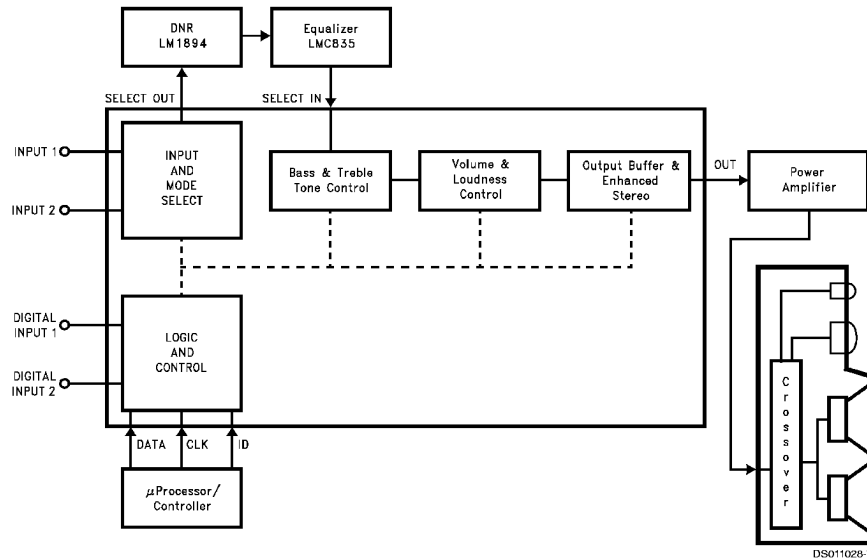 DNR
LM1894
Equalizer
LMC835
SELECT OUT
SELECT IN
INPUT 1
INPUT 2
INPUT
AND
MODE
SELECT
Bass & Treble
Tone Control
Volume &
Loudness
Control
Output Buffer &
Enhanced
Stereo
OUT
Power
Amplifier
DIGITAL
INPUT 1
DIGITAL
INPUT 2
LOGIC
AND
CONTROL
DATA
CLK
ID
μProcessor/
Controller
Crossover
DS011028-